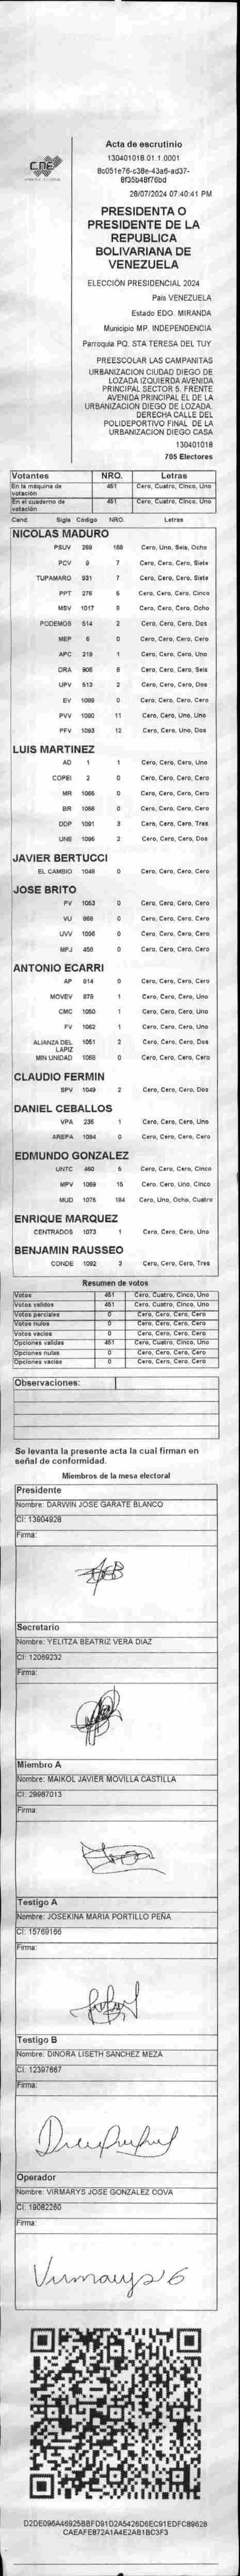 CNE
Acta de escrutinio
130401018.01.1.0001
8c051e76-c38e-43a6-ad37-
8f35b48f76bd
28/07/2024 07:40:41 PM
PRESIDENTA O
PRESIDENTE DE LA
REPUBLICA
BOLIVARIANA DE
VENEZUELA
ELECCIÓN PRESIDENCIAL 2024
País VENEZUELA
Estado EDO. MIRANDA
Municipio MP. INDEPENDENCIA
Parroquia PQ. STA TERESA DEL TUY
PREESCOLAR LAS CAMPANITAS
URBANIZACION CIUDAD DIEGO DE
LOZADA IZQUIERDA AVENIDA
PRINCIPAL SECTOR 5. FRENTE
AVENIDA PRINCIPAL EL DE LA
URBANIZACION DIEGO DE LOZADA.
DERECHA CALLE DEL
POLIDEPORTIVO FINAL DE LA
URBANIZACION DIEGO CASA
130401018
705 Electores
Votantes NRO. Letras
En la máquina de votación 451 Cero, Cuatro, Cinco, Uno
En el cuaderno de votación 451 Cero, Cuatro, Cinco, Uno
Cand. Sigla Código NRO. Letras
NICOLAS MADURO
PSUV 269 168 Cero, Uno, Seis, Ocho
PCV 9 7 Cero, Cero, Cero, Siete
TUPAMARO 931 7 Cero, Cero, Cero, Siete
PPT 276 5 Cero, Cero, Cero, Cinco
MSV 1017 8 Cero, Cero, Cero, Ocho
PODEMOS 514 2 Cero, Cero, Cero, Dos
MEP 6 0 Cero, Cero, Cero, Cero
APC 219 1 Cero, Cero, Cero, Uno
ORA 906 6 Cero, Cero, Cero, Seis
UPV 513 2 Cero, Cero, Cero, Dos
EV 1089 0 Cero, Cero, Cero, Cero
PVV 1090 11 Cero, Cero, Uno, Uno
PFV 1093 12 Cero, Cero, Uno, Dos
LUIS MARTINEZ
AD 1 1 Cero, Cero, Cero, Uno
COPEI 2 0 Cero, Cero, Cero, Cero
MR 1065 0 Cero, Cero, Cero, Cero
BR 1066 0 Cero, Cero, Cero, Cero
DDP 1091 3 Cero, Cero, Cero, Tres
UNE 1095 2 Cero, Cero, Cero, Dos
JAVIER BERTUCCI
EL CAMBIO 1048 0 Cero, Cero, Cero, Cero
JOSE BRITO
PV 1053 0 Cero, Cero, Cero, Cero
VU 868 0 Cero, Cero, Cero, Cero
UVV 1096 0 Cero, Cero, Cero, Cero
MPJ 458 0 Cero, Cero, Cero, Cero
ANTONIO ECARRI
AP 914 0 Cero, Cero, Cero, Cero
MOVEV 879 1 Cero, Cero, Cero, Uno
CMC 1050 1 Cero, Cero, Cero, Uno
FV 1062 1 Cero, Cero, Cero, Uno
ALIANZA DEL LAPIZ 1051 2 Cero, Cero, Cero, Dos
MIN UNIDAD 1068 0 Cero, Cero, Cero, Cero
CLAUDIO FERMIN
SPV 1049 2 Cero, Cero, Cero, Dos
DANIEL CEBALLOS
VPA 236 1 Cero, Cero, Cero, Uno
AREPA 1084 0 Cero, Cero, Cero, Cero
EDMUNDO GONZALEZ
UNTC 460 5 Cero, Cero, Cero, Cinco
MPV 1069 15 Cero, Cero, Uno, Cinco
MUD 1075 184 Cero, Uno, Ocho, Cuatro
ENRIQUE MARQUEZ
CENTRADOS 1073 1 Cero, Cero, Cero, Uno
BENJAMIN RAUSSEO
CONDE 1092 3 Cero, Cero, Cero, Tres
Resumen de votos
Votos 451 Cero, Cuatro, Cinco, Uno
Votos válidos 451 Cero, Cuatro, Cinco, Uno
Votos parciales 0 Cero, Cero, Cero, Cero
Votos nulos 0 Cero, Cero, Cero, Cero
Votos vacíos 0 Cero, Cero, Cero, Cero
Opciones válidas 451 Cero, Cuatro, Cinco, Uno
Opciones nulas 0 Cero, Cero, Cero, Cero
Opciones vacías 0 Cero, Cero, Cero, Cero
Observaciones:
Se levanta la presente acta la cual firman en
señal de conformidad.
Miembros de la mesa electoral
Presidente
Nombre: DARWIN JOSE GARATE BLANCO
CI: 13904928
Firma:
Secretario
Nombre: YELITZA BEATRIZ VERA DIAZ
CI: 12089232
Firma:
Miembro A
Nombre: MAIKOL JAVIER MOVILLA CASTILLA
CI: 29987013
Firma:
Testigo A
Nombre: JOSEKINA MARIA PORTILLO PEÑA
CI: 15769166
Firma:
Testigo B
Nombre: DINORA LISETH SANCHEZ MEZA
CI: 12397667
Firma:
Operador
Nombre: VIRMARYS JOSE GONZALEZ COVA
CI: 19082260
Firma:
Virmarys G
D2DE096A46925BBFD91D2A5426D6EC91EDFC89628
CAEAFE872A1A4E2AB1BC3F3